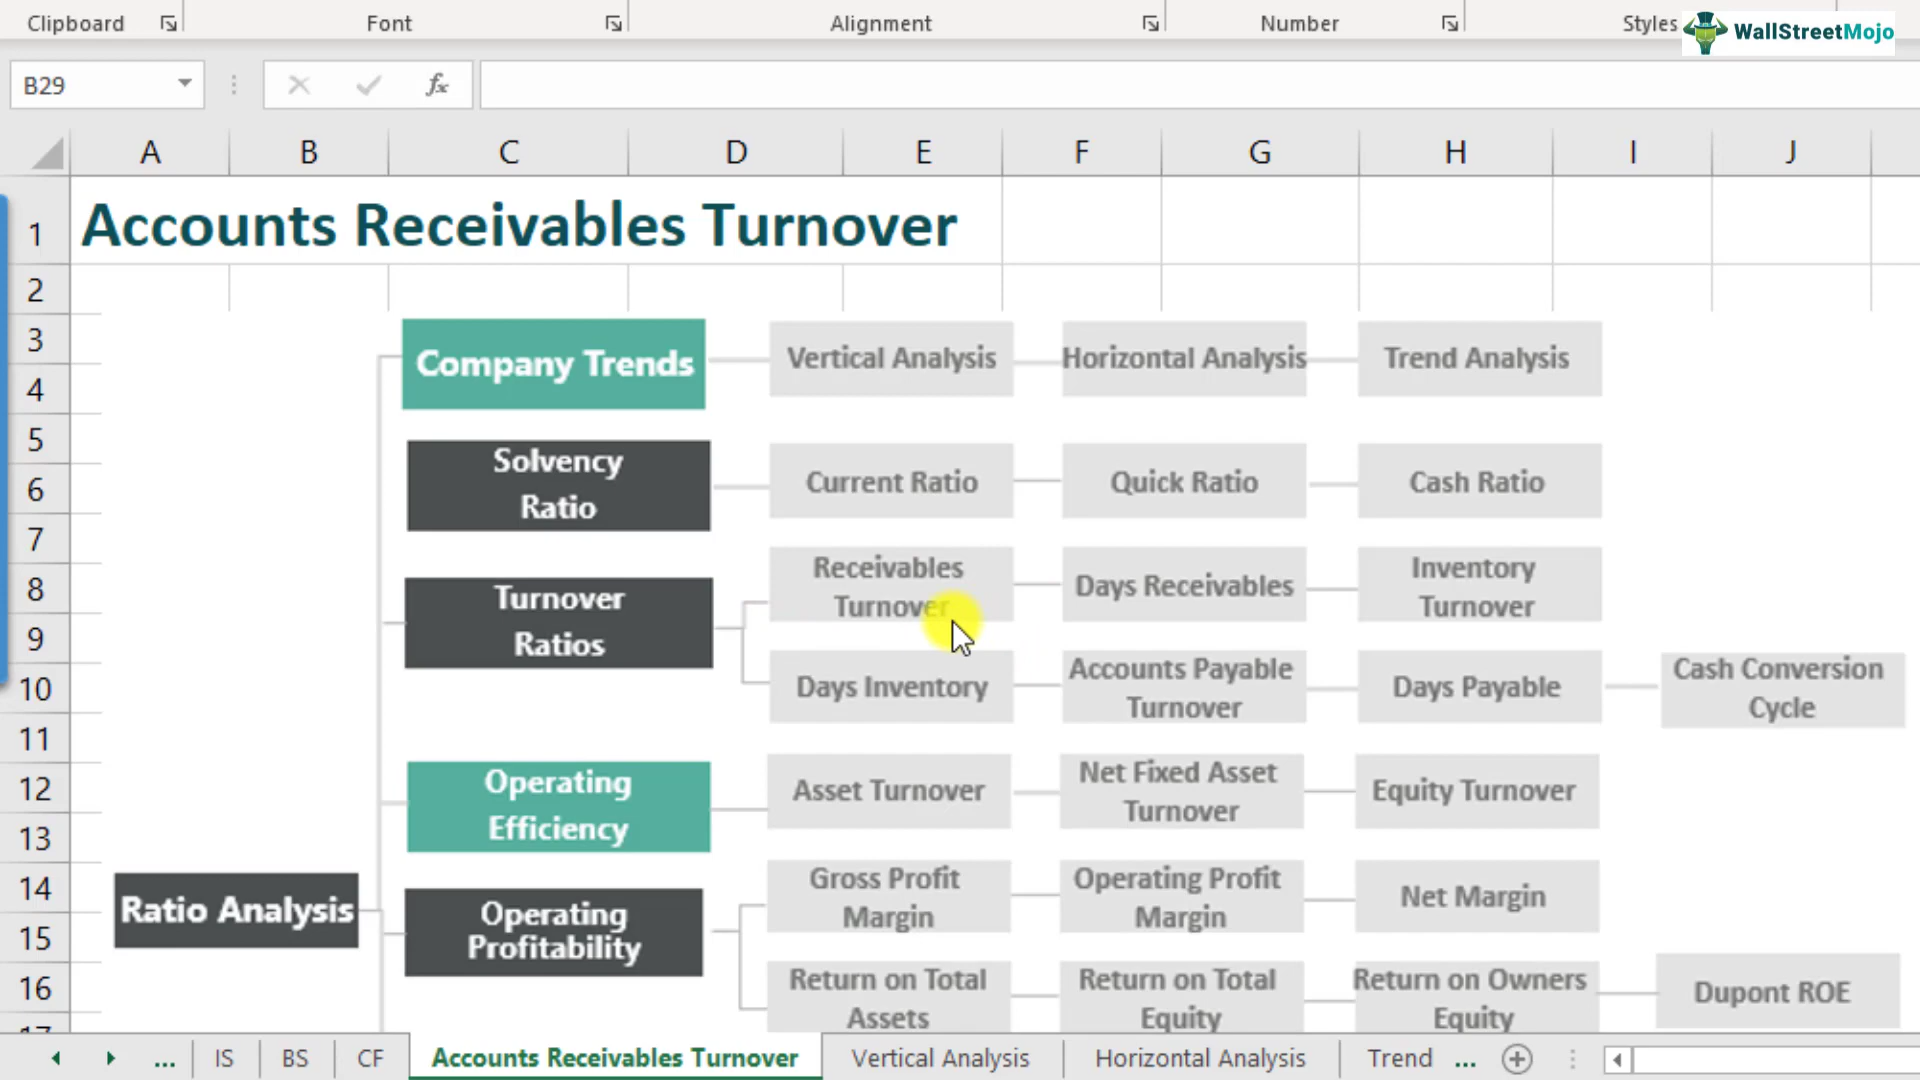 Clipboard Font Alignment Number Styles
WallStreetMojo
B29 fx
A B C D E F G H I J
1 Accounts Receivables Turnover
2
3
4
5
6
7
8
9
10
11
12
13
14
15
16
17
Company Trends
Vertical Analysis
Horizontal Analysis
Trend Analysis
Solvency
Ratio
Current Ratio
Quick Ratio
Cash Ratio
Turnover
Ratios
Receivables
Turnover
Days Receivables
Inventory
Turnover
Days Inventory
Accounts Payable
Turnover
Days Payable
Cash Conversion
Cycle
Operating
Efficiency
Asset Turnover
Net Fixed Asset
Turnover
Equity Turnover
Ratio Analysis
Operating
Profitability
Gross Profit
Margin
Operating Profit
Margin
Net Margin
Return on Total
Assets
Return on Total
Equity
Return on Owners
Equity
Dupont ROE
... IS BS CF Accounts Receivables Turnover Vertical Analysis Horizontal Analysis Trend ...